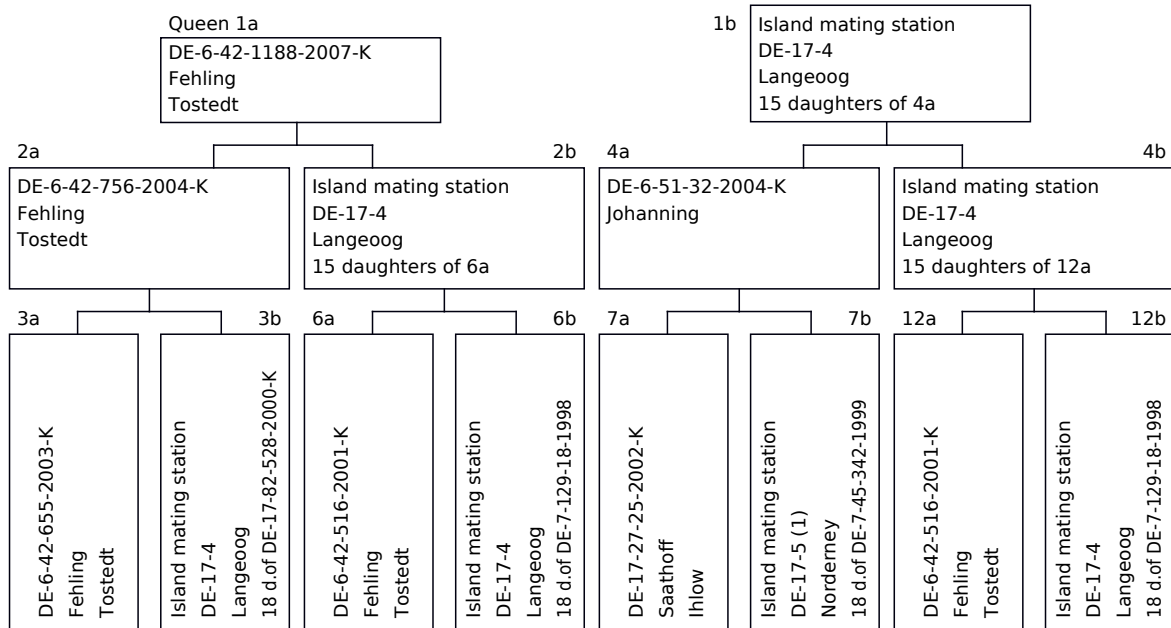 Queen 1a
DE-6-42-1188-2007-K
Fehling
Tostedt
1b
Island mating station
DE-17-4
Langeoog
15 daughters of 4a
2a
DE-6-42-756-2004-K
Fehling
Tostedt
2b
Island mating station
DE-17-4
Langeoog
15 daughters of 6a
4a
DE-6-51-32-2004-K
Johanning
4b
Island mating station
DE-17-4
Langeoog
15 daughters of 12a
3a
DE-6-42-655-2003-K
Fehling
Tostedt
3b
Island mating station
DE-17-4
Langeoog
18 d.of DE-17-82-528-2000-K
6a
DE-6-42-516-2001-K
Fehling
Tostedt
6b
Island mating station
DE-17-4
Langeoog
18 d.of DE-7-129-18-1998
7a
DE-17-27-25-2002-K
Saathoff
Ihlow
7b
Island mating station
DE-17-5 (1)
Norderney
18 d.of DE-7-45-342-1999
12a
DE-6-42-516-2001-K
Fehling
Tostedt
12b
Island mating station
DE-17-4
Langeoog
18 d.of DE-7-129-18-1998